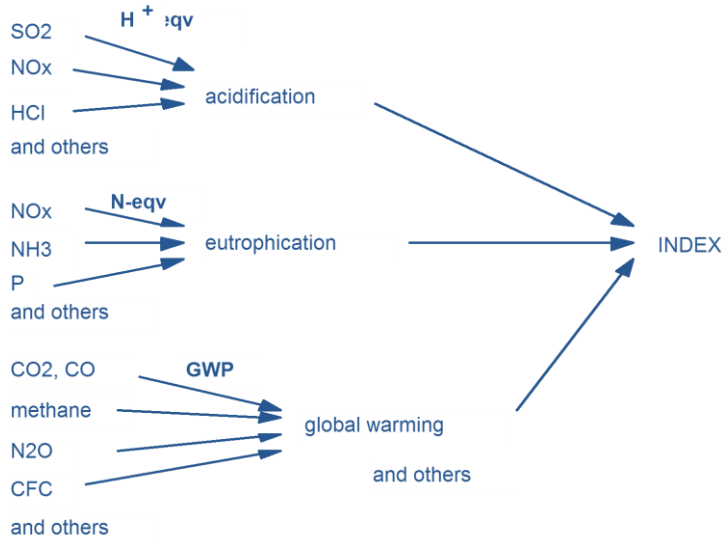 H + eqv
SO2
NOx
acidification
HCl
and others
NOx
N-eqv
eutrophication
INDEX
NH3
P
and others
CO2, CO
GWP
methane
global warming
N2O
and others
CFC
and others